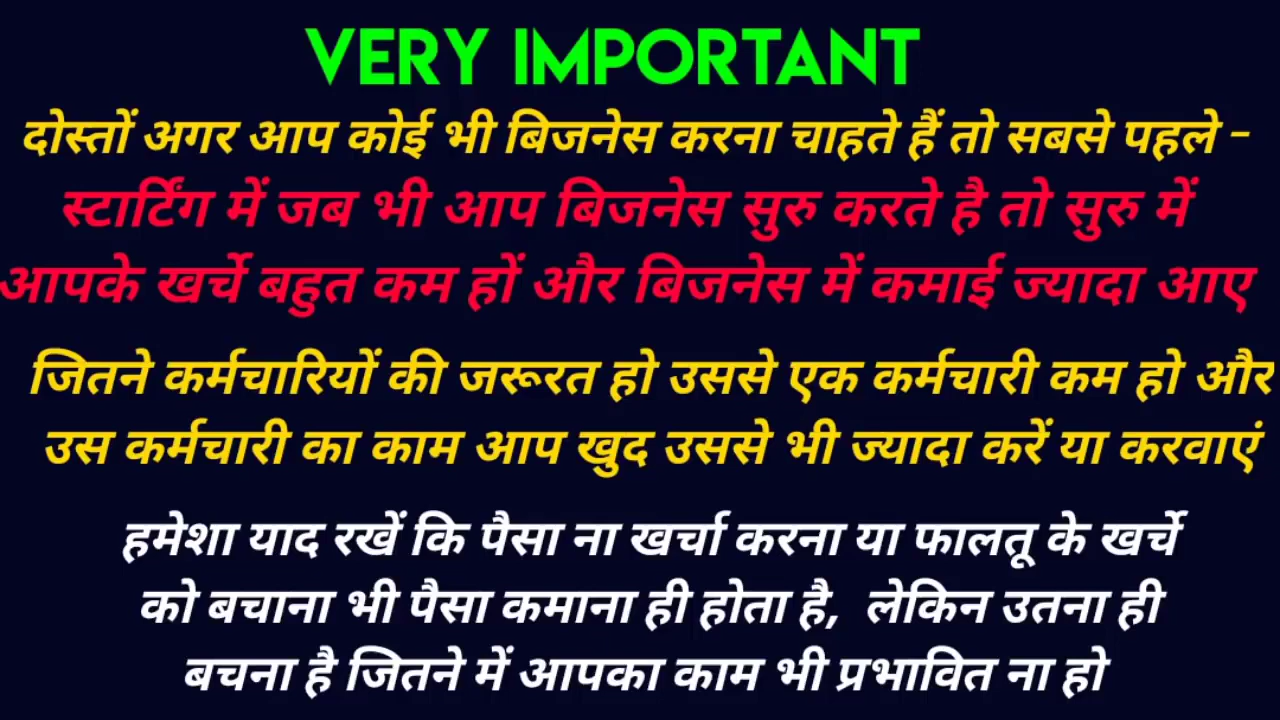 VERY IMPORTANT
दोस्तों अगर आप कोई भी बिजनेस करना चाहते हैं तो सबसे पहले -
स्टार्टिंग में जब भी आप बिजनेस सुरु करते है तो सुरु में
आपके खर्चे बहुत कम हों और बिजनेस में कमाई ज्यादा आए
जितने कर्मचारियों की जरूरत हो उससे एक कर्मचारी कम हो और
उस कर्मचारी का काम आप खुद उससे भी ज्यादा करें या करवाएं
हमेशा याद रखें कि पैसा ना खर्चा करना या फालतू के खर्चे
को बचाना भी पैसा कमाना ही होता है, लेकिन उतना ही
बचना है जितने में आपका काम भी प्रभावित ना हो